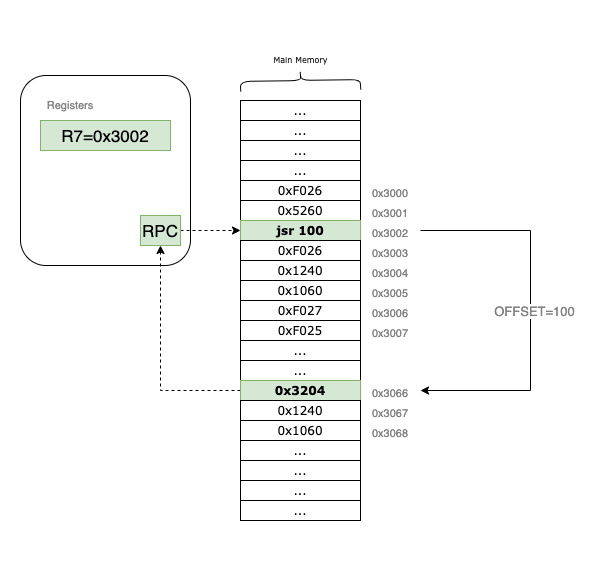 Main Memory
Registers
R7=0x3002
RPC
...
...
...
...
0xF026 0x3000
0x5260 0x3001
jsr 100 0x3002
0xF026 0x3003
0x1240 0x3004
0x1060 0x3005
0xF027 0x3006
0xF025 0x3007
...
...
0x3204 0x3066
0x1240 0x3067
0x1060 0x3068
...
...
...
...
OFFSET=100